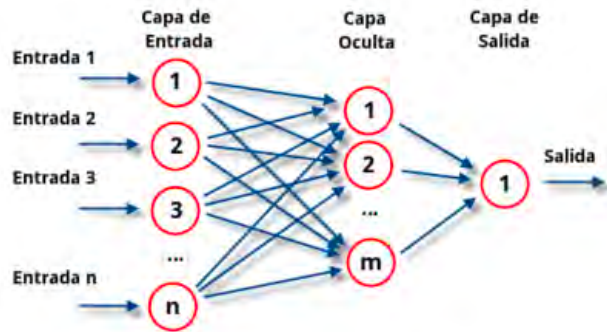 Capa de
Entrada
Capa
Oculta
Capa de
Salida
Entrada 1
1
Entrada 2
2
Entrada 3
3
...
Entrada n
n
1
2
...
m
1
Salida